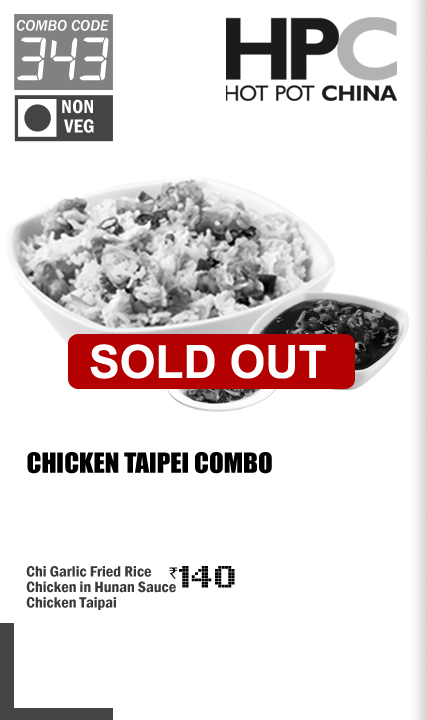 COMBO CODE
343
NON
VEG
HPC
HOT POT CHINA
SOLD OUT
CHICKEN TAIPEI COMBO
Chi Garlic Fried Rice
Chicken in Hunan Sauce
Chicken Taipai
₹140